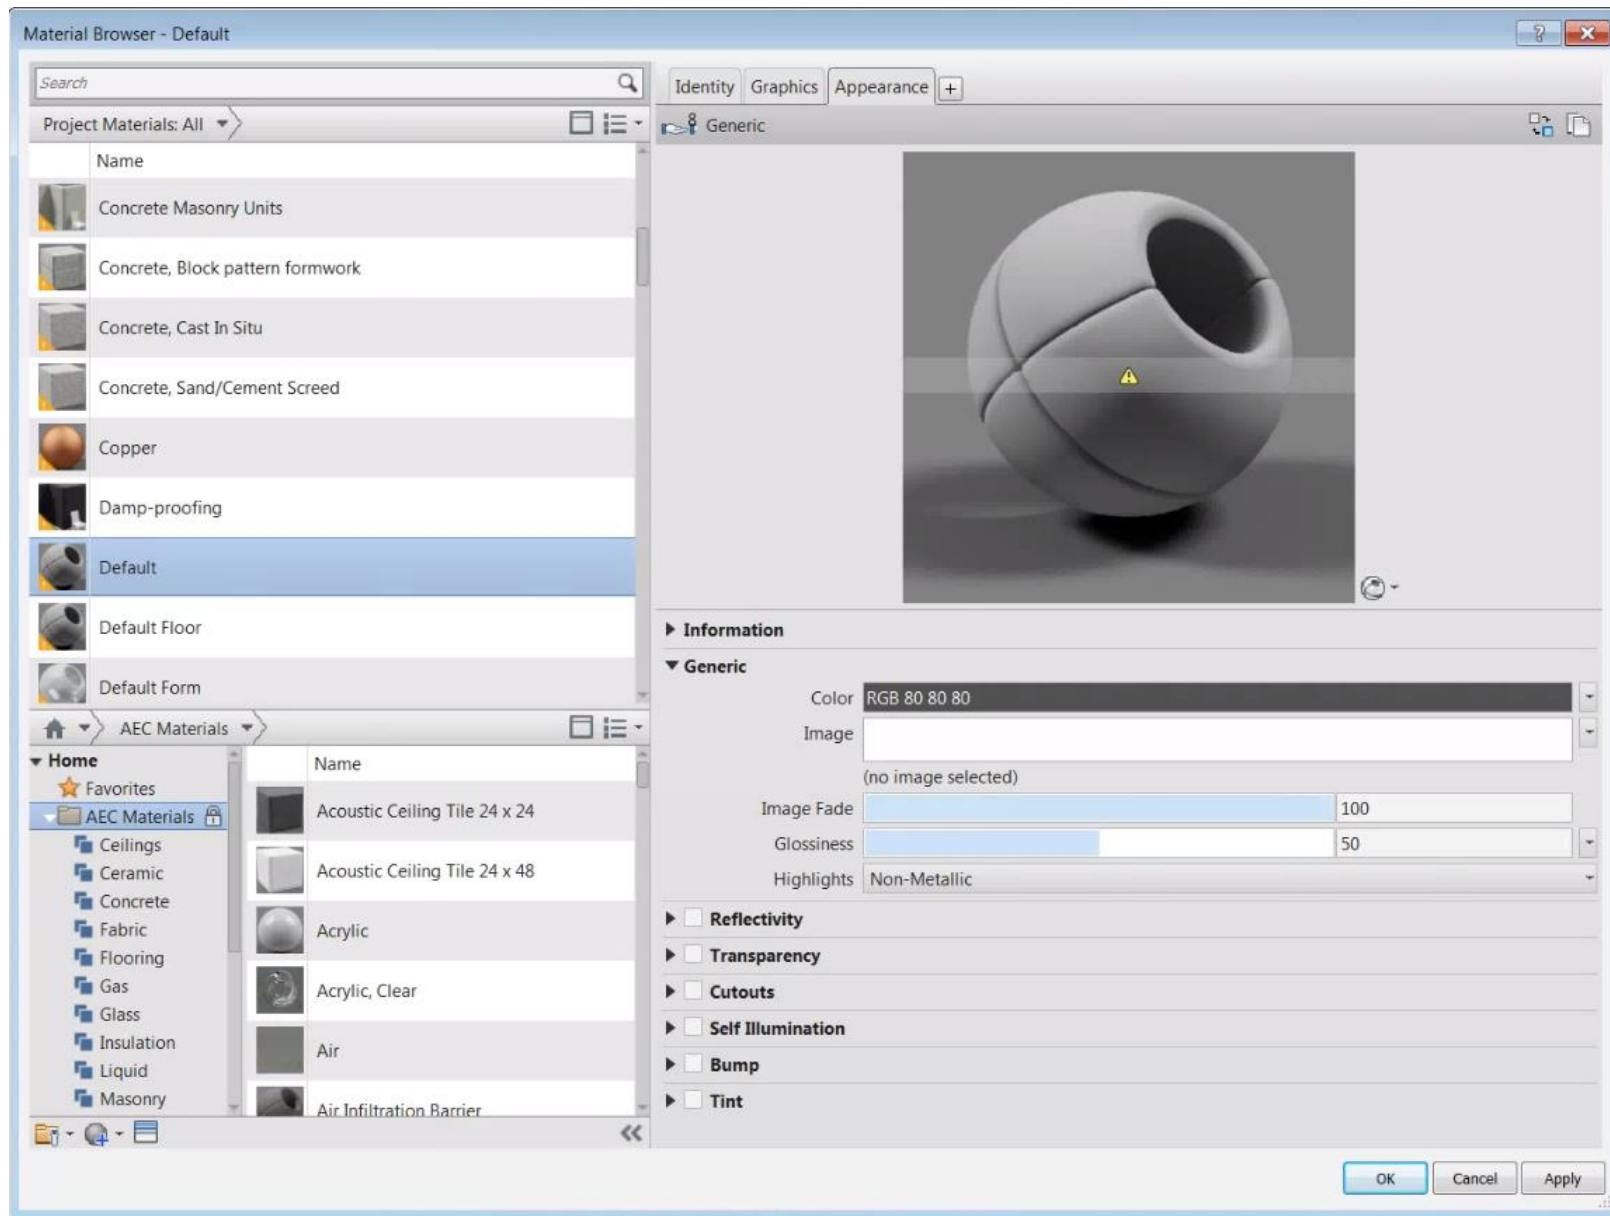 Material Browser - Default
Search
Project Materials: All
Name
Concrete Masonry Units
Concrete, Block pattern formwork
Concrete, Cast In Situ
Concrete, Sand/Cement Screed
Copper
Damp-proofing
Default
Default Floor
Default Form
AEC Materials
Home
Favorites
AEC Materials
Ceilings
Ceramic
Concrete
Fabric
Flooring
Gas
Glass
Insulation
Liquid
Masonry
Name
Acoustic Ceiling Tile 24 x 24
Acoustic Ceiling Tile 24 x 48
Acrylic
Acrylic, Clear
Air
Air Infiltration Barrier
Identity Graphics Appearance +
8 Generic
Information
Generic
Color RGB 80 80 80
Image
(no image selected)
Image Fade 100
Glossiness 50
Highlights Non-Metallic
Reflectivity
Transparency
Cutouts
Self Illumination
Bump
Tint
OK Cancel Apply